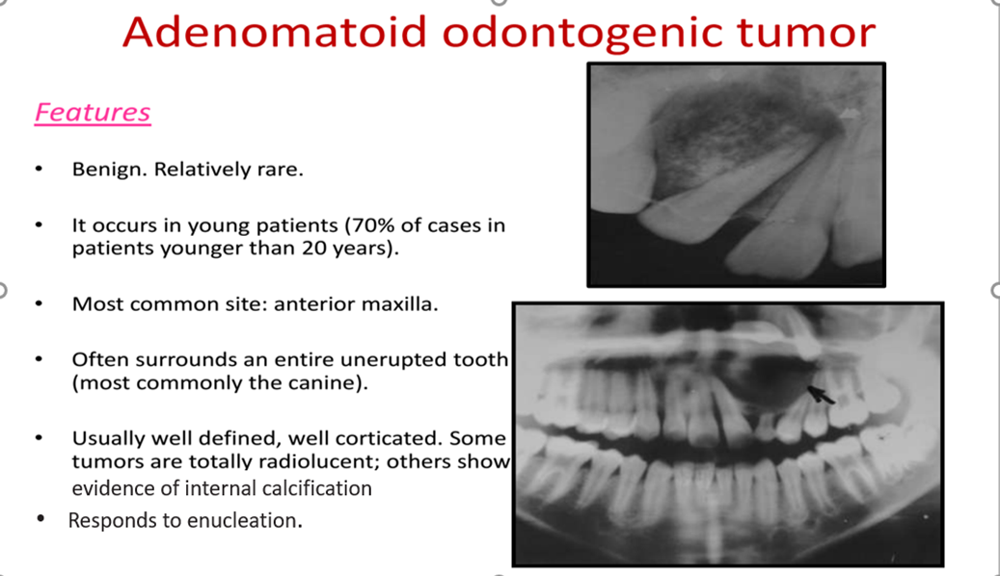 Adenomatoid odontogenic tumor
Features
• Benign. Relatively rare.
• It occurs in young patients (70% of cases in
patients younger than 20 years).
• Most common site: anterior maxilla.
• Often surrounds an entire unerupted tooth
(most commonly the canine).
• Usually well defined, well corticated. Some
tumors are totally radiolucent; others show
evidence of internal calcification
• Responds to enucleation.